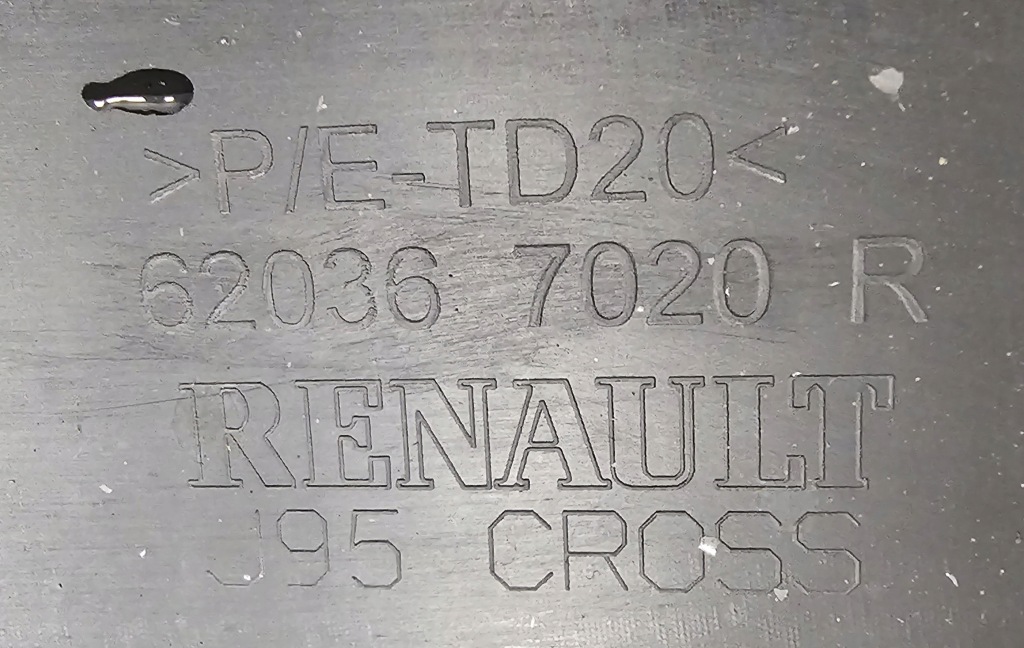 >P/E-TD20<
62036 7020 R
RENAULT
J95 CROSS